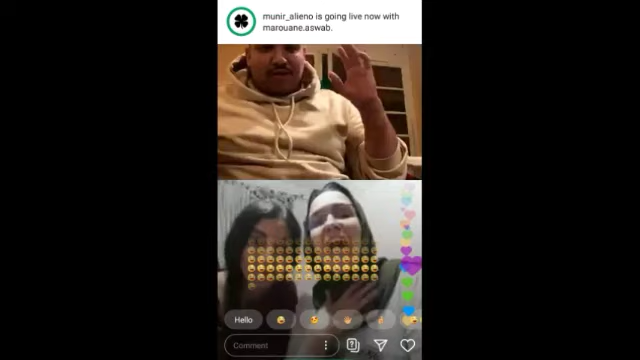 munir_alieno is going live now with
marouane.aswab.
Hello
Comment